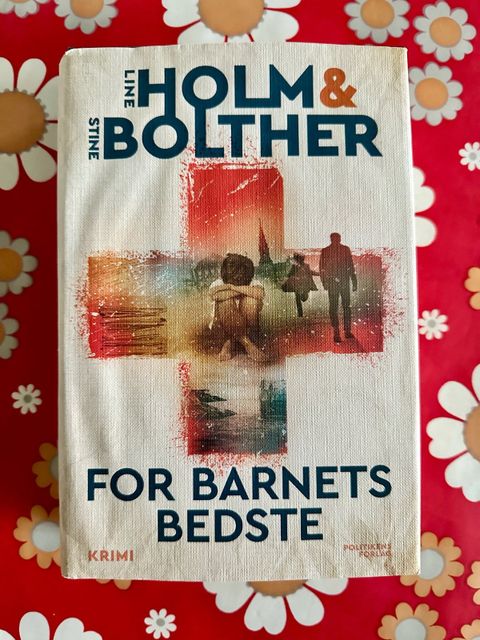 LINE HOLM &
STINE BOLTHER
FOR BARNETS
BEDSTE
KRIMI
POLITIKENS
FORLAG